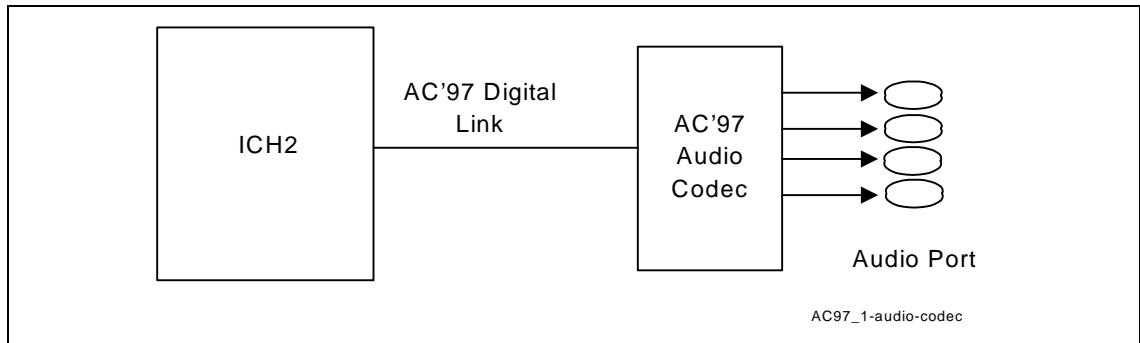 ICH2
AC'97 Digital
Link
AC'97
Audio
Codec
Audio Port
AC97_1-audio-codec